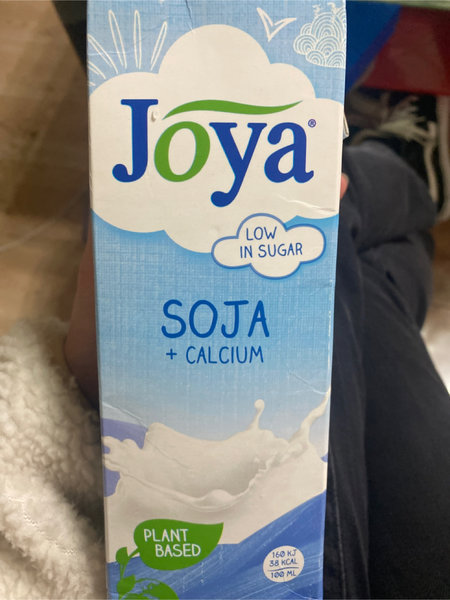 Joya®
LOW
IN SUGAR
SOJA
+ CALCIUM
PLANT
BASED
160 KJ
38 KCAL
100 ML